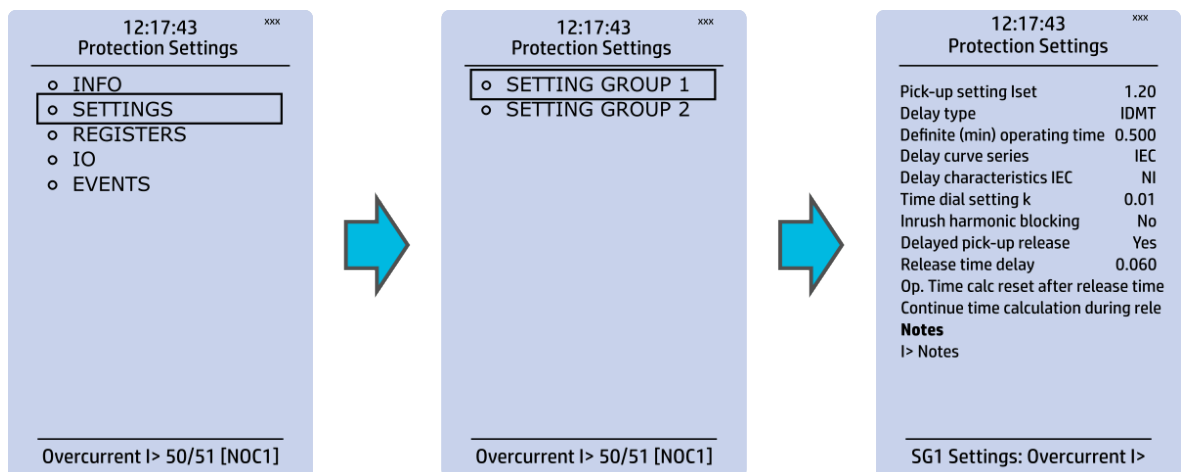 12:17:43 xxx
Protection Settings
INFO
SETTINGS
REGISTERS
IO
EVENTS
Overcurrent I> 50/51 [NOC1]
12:17:43 xxx
Protection Settings
SETTING GROUP 1
SETTING GROUP 2
Overcurrent I> 50/51 [NOC1]
12:17:43 xxx
Protection Settings
Pick-up setting Iset 1.20
Delay type IDMT
Definite (min) operating time 0.500
Delay curve series IEC
Delay characteristics IEC NI
Time dial setting k 0.01
Inrush harmonic blocking No
Delayed pick-up release Yes
Release time delay 0.060
Op. Time calc reset after release time
Continue time calculation during rele
Notes
I> Notes
SG1 Settings: Overcurrent I>